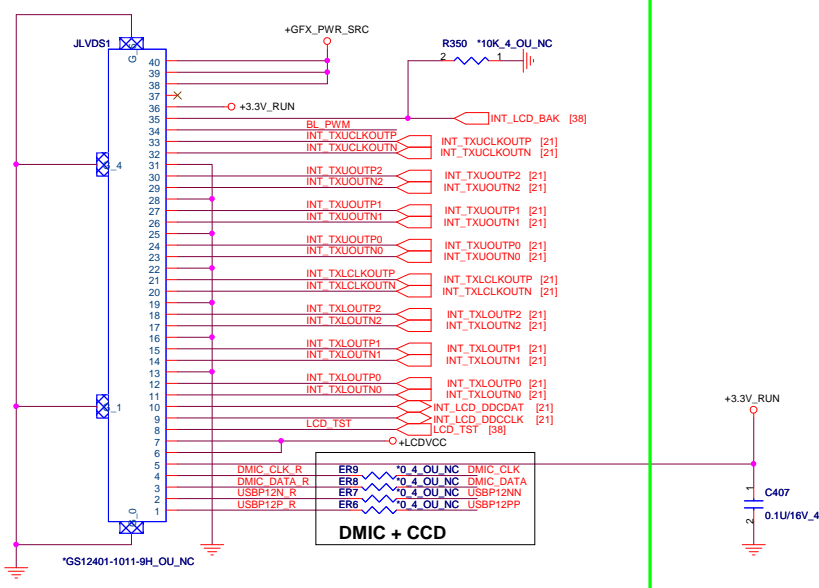 +GFX_PWR_SRC
JLVDS1
R350 *10K_4_OU_NC
2 1
40
39
38
37
36 +3.3V_RUN
35 INT_LCD_BAK [38]
34 BL_PWM
33 INT_TXUCLKOUTP INT_TXUCLKOUTP [21]
32 INT_TXUCLKOUTN INT_TXUCLKOUTN [21]
G_4 31
30 INT_TXUOUTP2 INT_TXUOUTP2 [21]
29 INT_TXUOUTN2 INT_TXUOUTN2 [21]
28
27 INT_TXUOUTP1 INT_TXUOUTP1 [21]
26 INT_TXUOUTN1 INT_TXUOUTN1 [21]
25
24 INT_TXUOUTP0 INT_TXUOUTP0 [21]
23 INT_TXUOUTN0 INT_TXUOUTN0 [21]
22
21 INT_TXLCLKOUTP INT_TXLCLKOUTP [21]
20 INT_TXLCLKOUTN INT_TXLCLKOUTN [21]
19
18 INT_TXLOUTP2 INT_TXLOUTP2 [21]
17 INT_TXLOUTN2 INT_TXLOUTN2 [21]
16
15 INT_TXLOUTP1 INT_TXLOUTP1 [21]
14 INT_TXLOUTN1 INT_TXLOUTN1 [21]
13
12 INT_TXLOUTP0 INT_TXLOUTP0 [21]
11 INT_TXLOUTN0 INT_TXLOUTN0 [21]
+3.3V_RUN
_1 10 INT_LCD_DDCDAT [21]
9 INT_LCD_DDCCLK [21]
8 LCD_TST LCD_TST [38]
7 +LCDVCC
6
5
4 DMIC_CLK_R ER9 *0_4_OU_NC DMIC_CLK
3 DMIC_DATA_R ER8 *0_4_OU_NC DMIC_DATA
2 USBP12N_R ER7 *0_4_OU_NC USBP12NN
1 USBP12P_R ER6 *0_4_OU_NC USBP12PP
1 2 C407
0.1U/16V_4
_0
DMIC + CCD
*GS12401-1011-9H_OU_NC